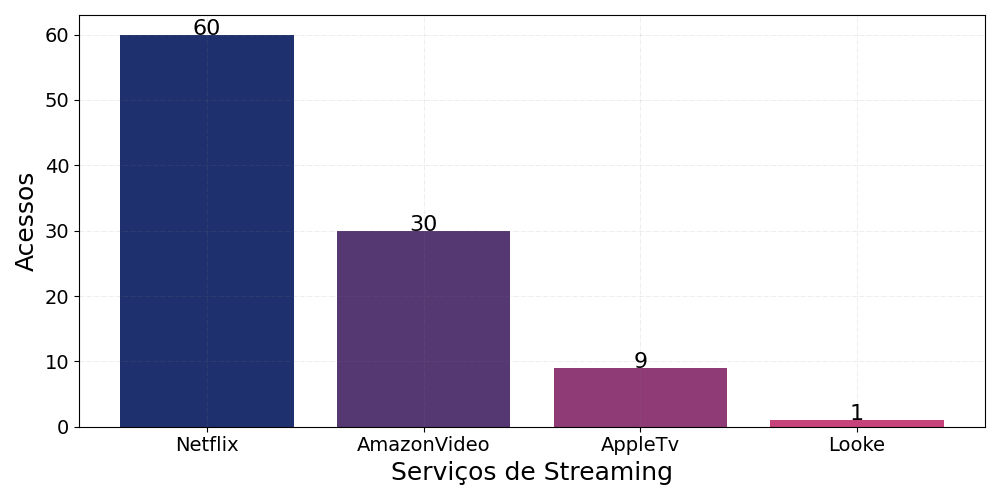 60
60
50
40
Acessos
30
30
20
9
10
1
0
Netflix
AmazonVideo
AppleTv
Looke
Serviços de Streaming